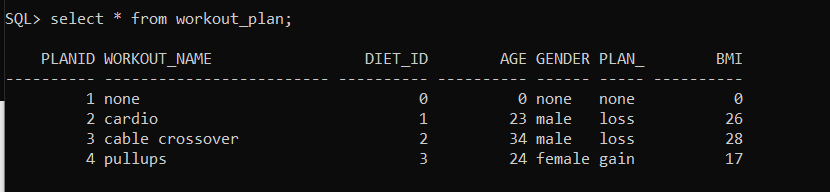 SQL> select * from workout_plan;
PLANID WORKOUT_NAME DIET_ID AGE GENDER PLAN_ BMI
---------- ------------------------ ---------- ---------- ------ ----- ----------
1 none 0 0 none none 0
2 cardio 1 23 male loss 26
3 cable crossover 2 34 male loss 28
4 pullups 3 24 female gain 17